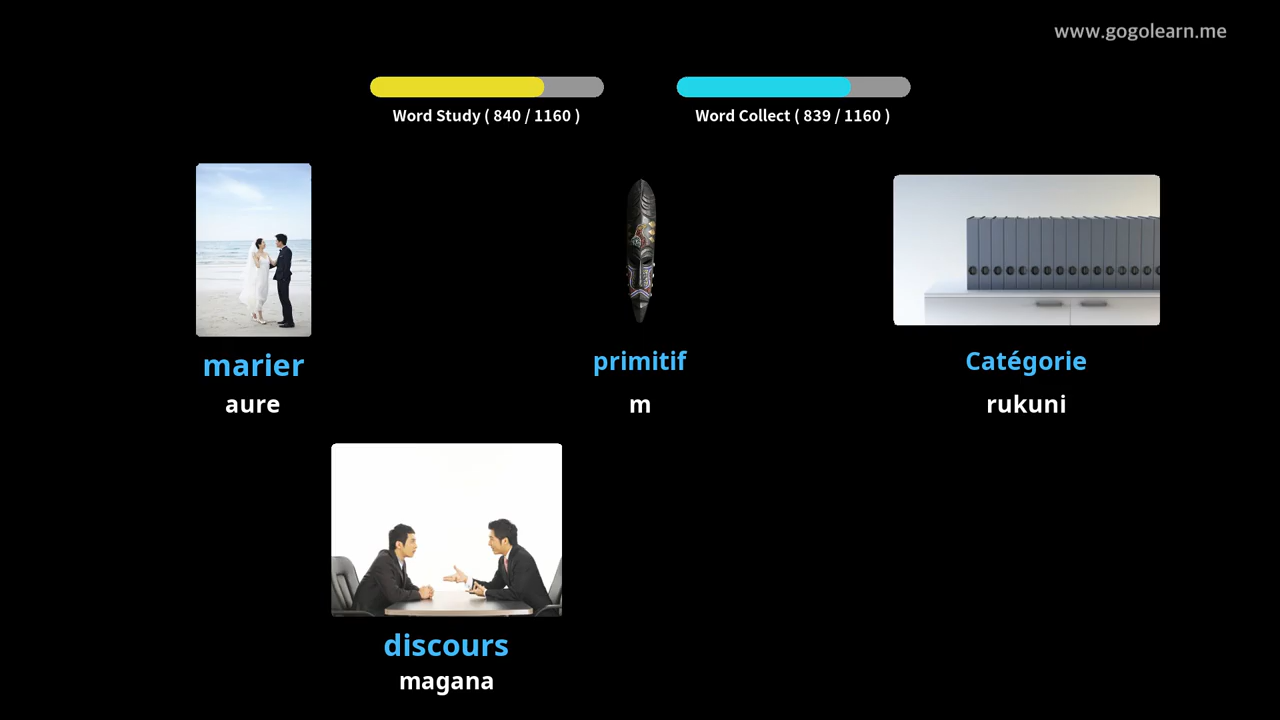 www.gogolearn.me
Word Study ( 840 / 1160 )
Word Collect ( 839 / 1160 )
marier
aure
primitif
m
Catégorie
rukuni
discours
magana